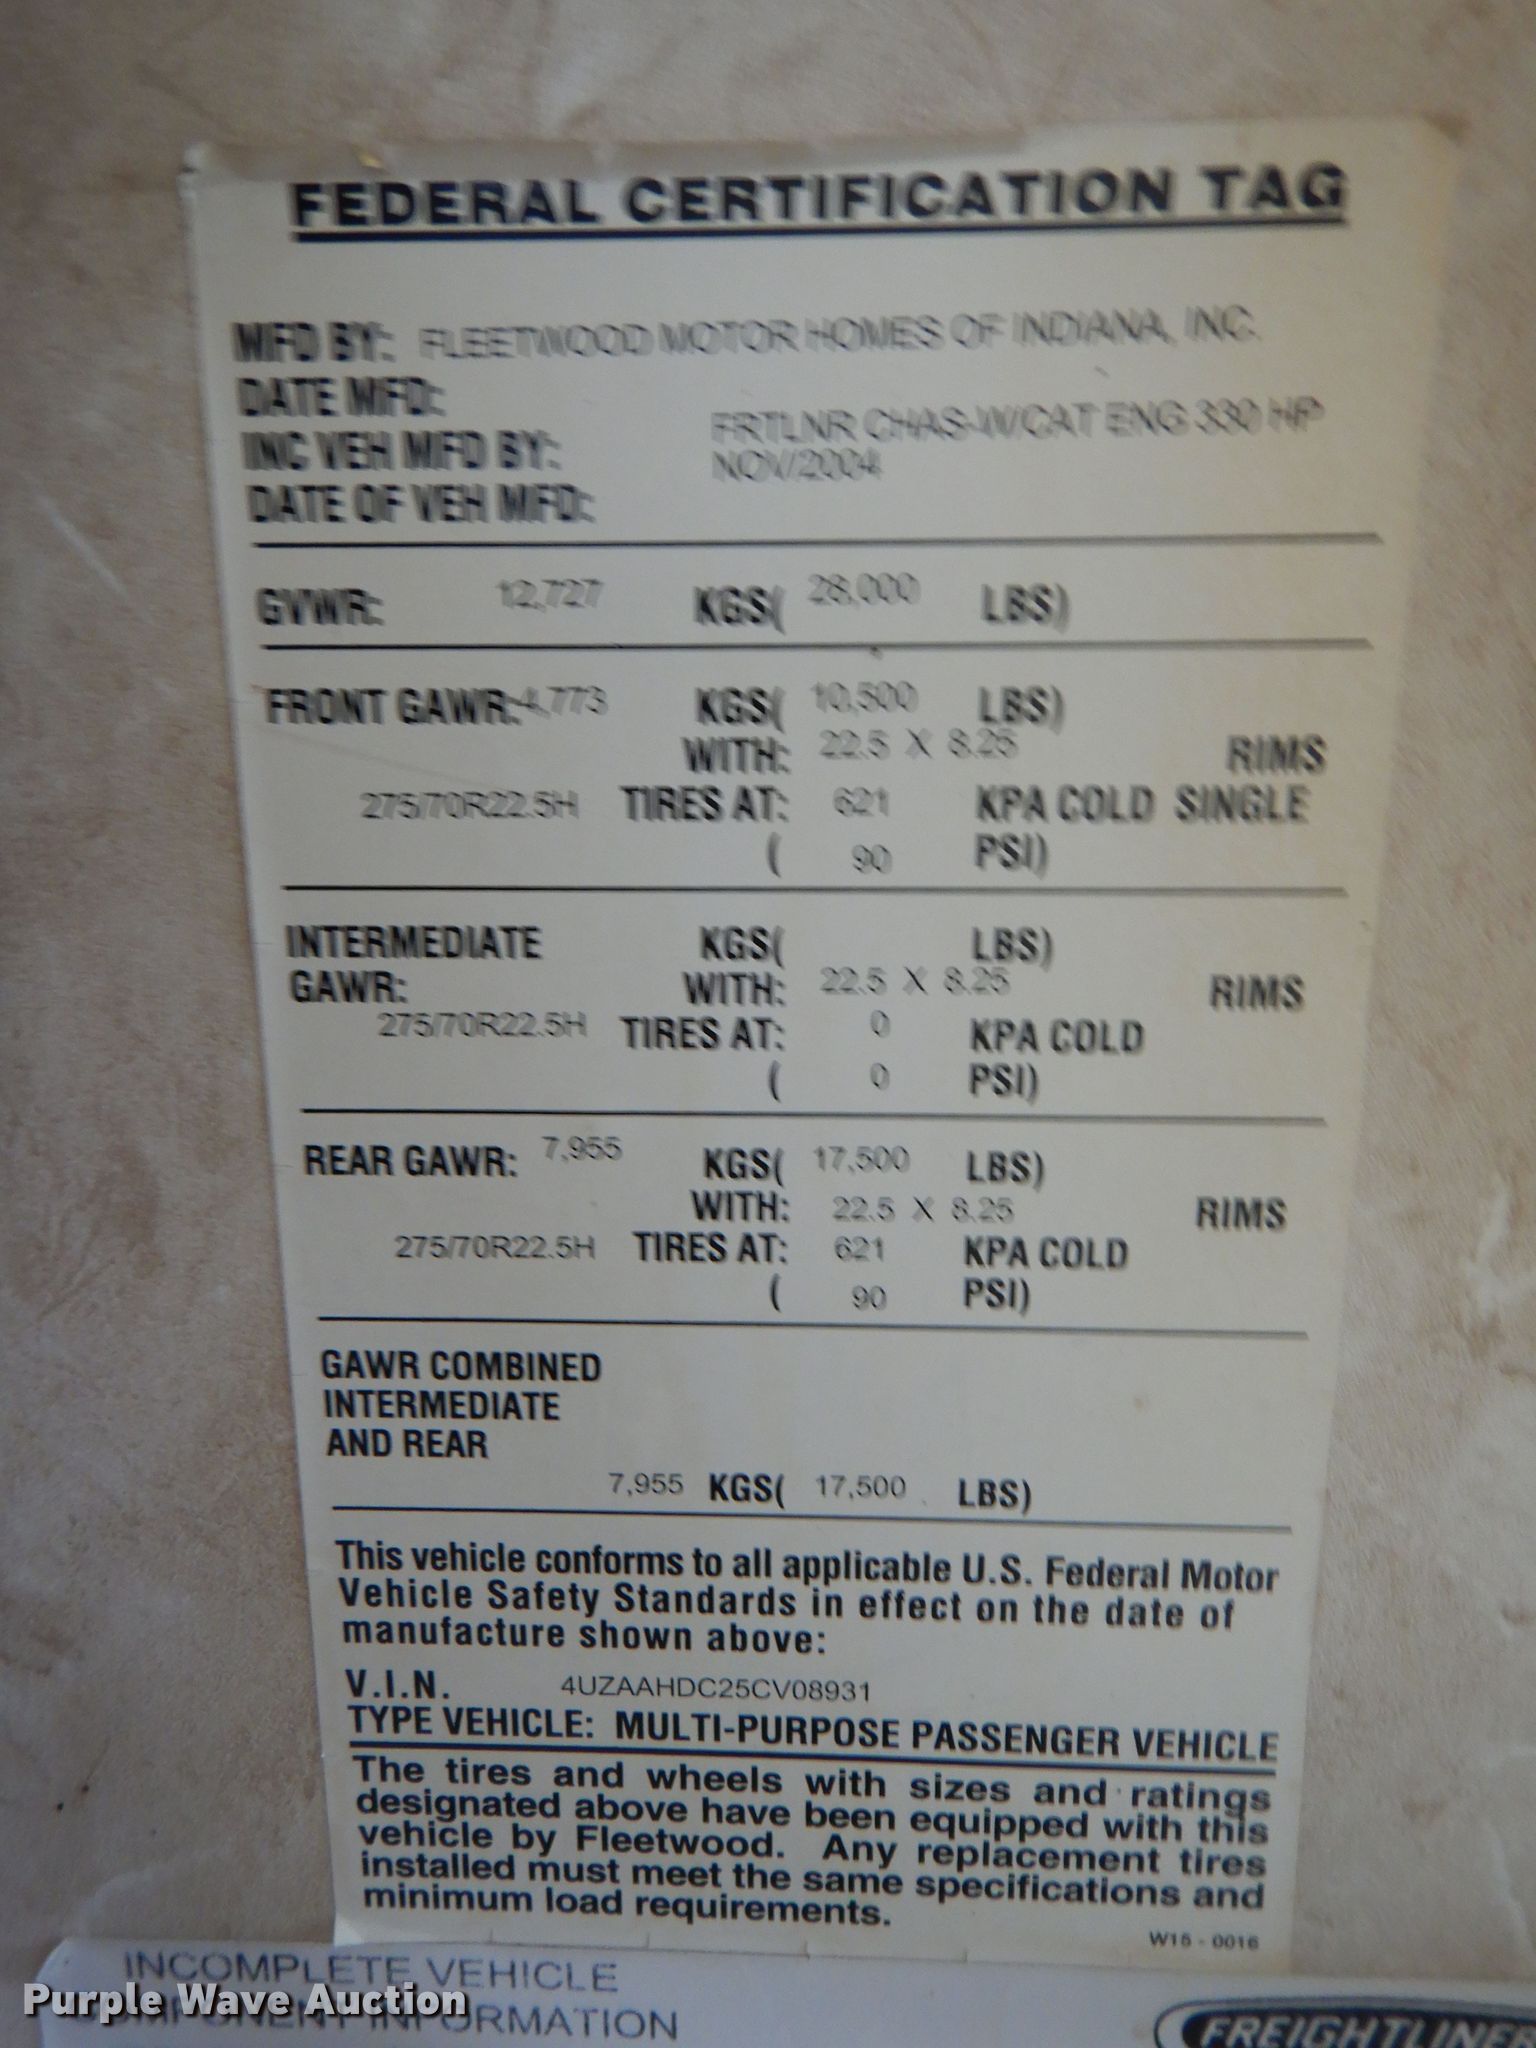 FEDERAL CERTIFICATION TAG
MFD BY: FLEETWOOD MOTOR HOMES OF INDIANA, INC.
DATE MFD:
FRTLNR CHAS-W/CAT ENG 330 HP
INC VEH MFD BY:
NOV/2004
DATE OF VEH MFD:
GVWR: 12,727 KGS( 28,000 LBS)
FRONT GAWR: 4,773 KGS( 10,500 LBS)
WITH: 22.5 X 8.25 RIMS
275/70R22.5H TIRES AT: 621 KPA COLD SINGLE
( 90 PSI)
INTERMEDIATE KGS( LBS)
GAWR: WITH: 22.5 X 8.25 RIMS
275/70R22.5H TIRES AT: 0 KPA COLD
( 0 PSI)
REAR GAWR: 7,955 KGS( 17,500 LBS)
WITH: 22.5 X 8.25 RIMS
275/70R22.5H TIRES AT: 621 KPA COLD
( 90 PSI)
GAWR COMBINED
INTERMEDIATE
AND REAR
7,955 KGS( 17,500 LBS)
This vehicle conforms to all applicable U.S. Federal Motor
Vehicle Safety Standards in effect on the date of
manufacture shown above:
V.I.N. 4UZAAHDC25CV08931
TYPE VEHICLE: MULTI-PURPOSE PASSENGER VEHICLE
The tires and wheels with sizes and ratings
designated above have been equipped with this
vehicle by Fleetwood. Any replacement tires
installed must meet the same specifications and
minimum load requirements.
W15 - 0016
INCOMPLETE VEHICLE
COMPONENT INFORMATION
FREIGHTLINER
Purple Wave Auction